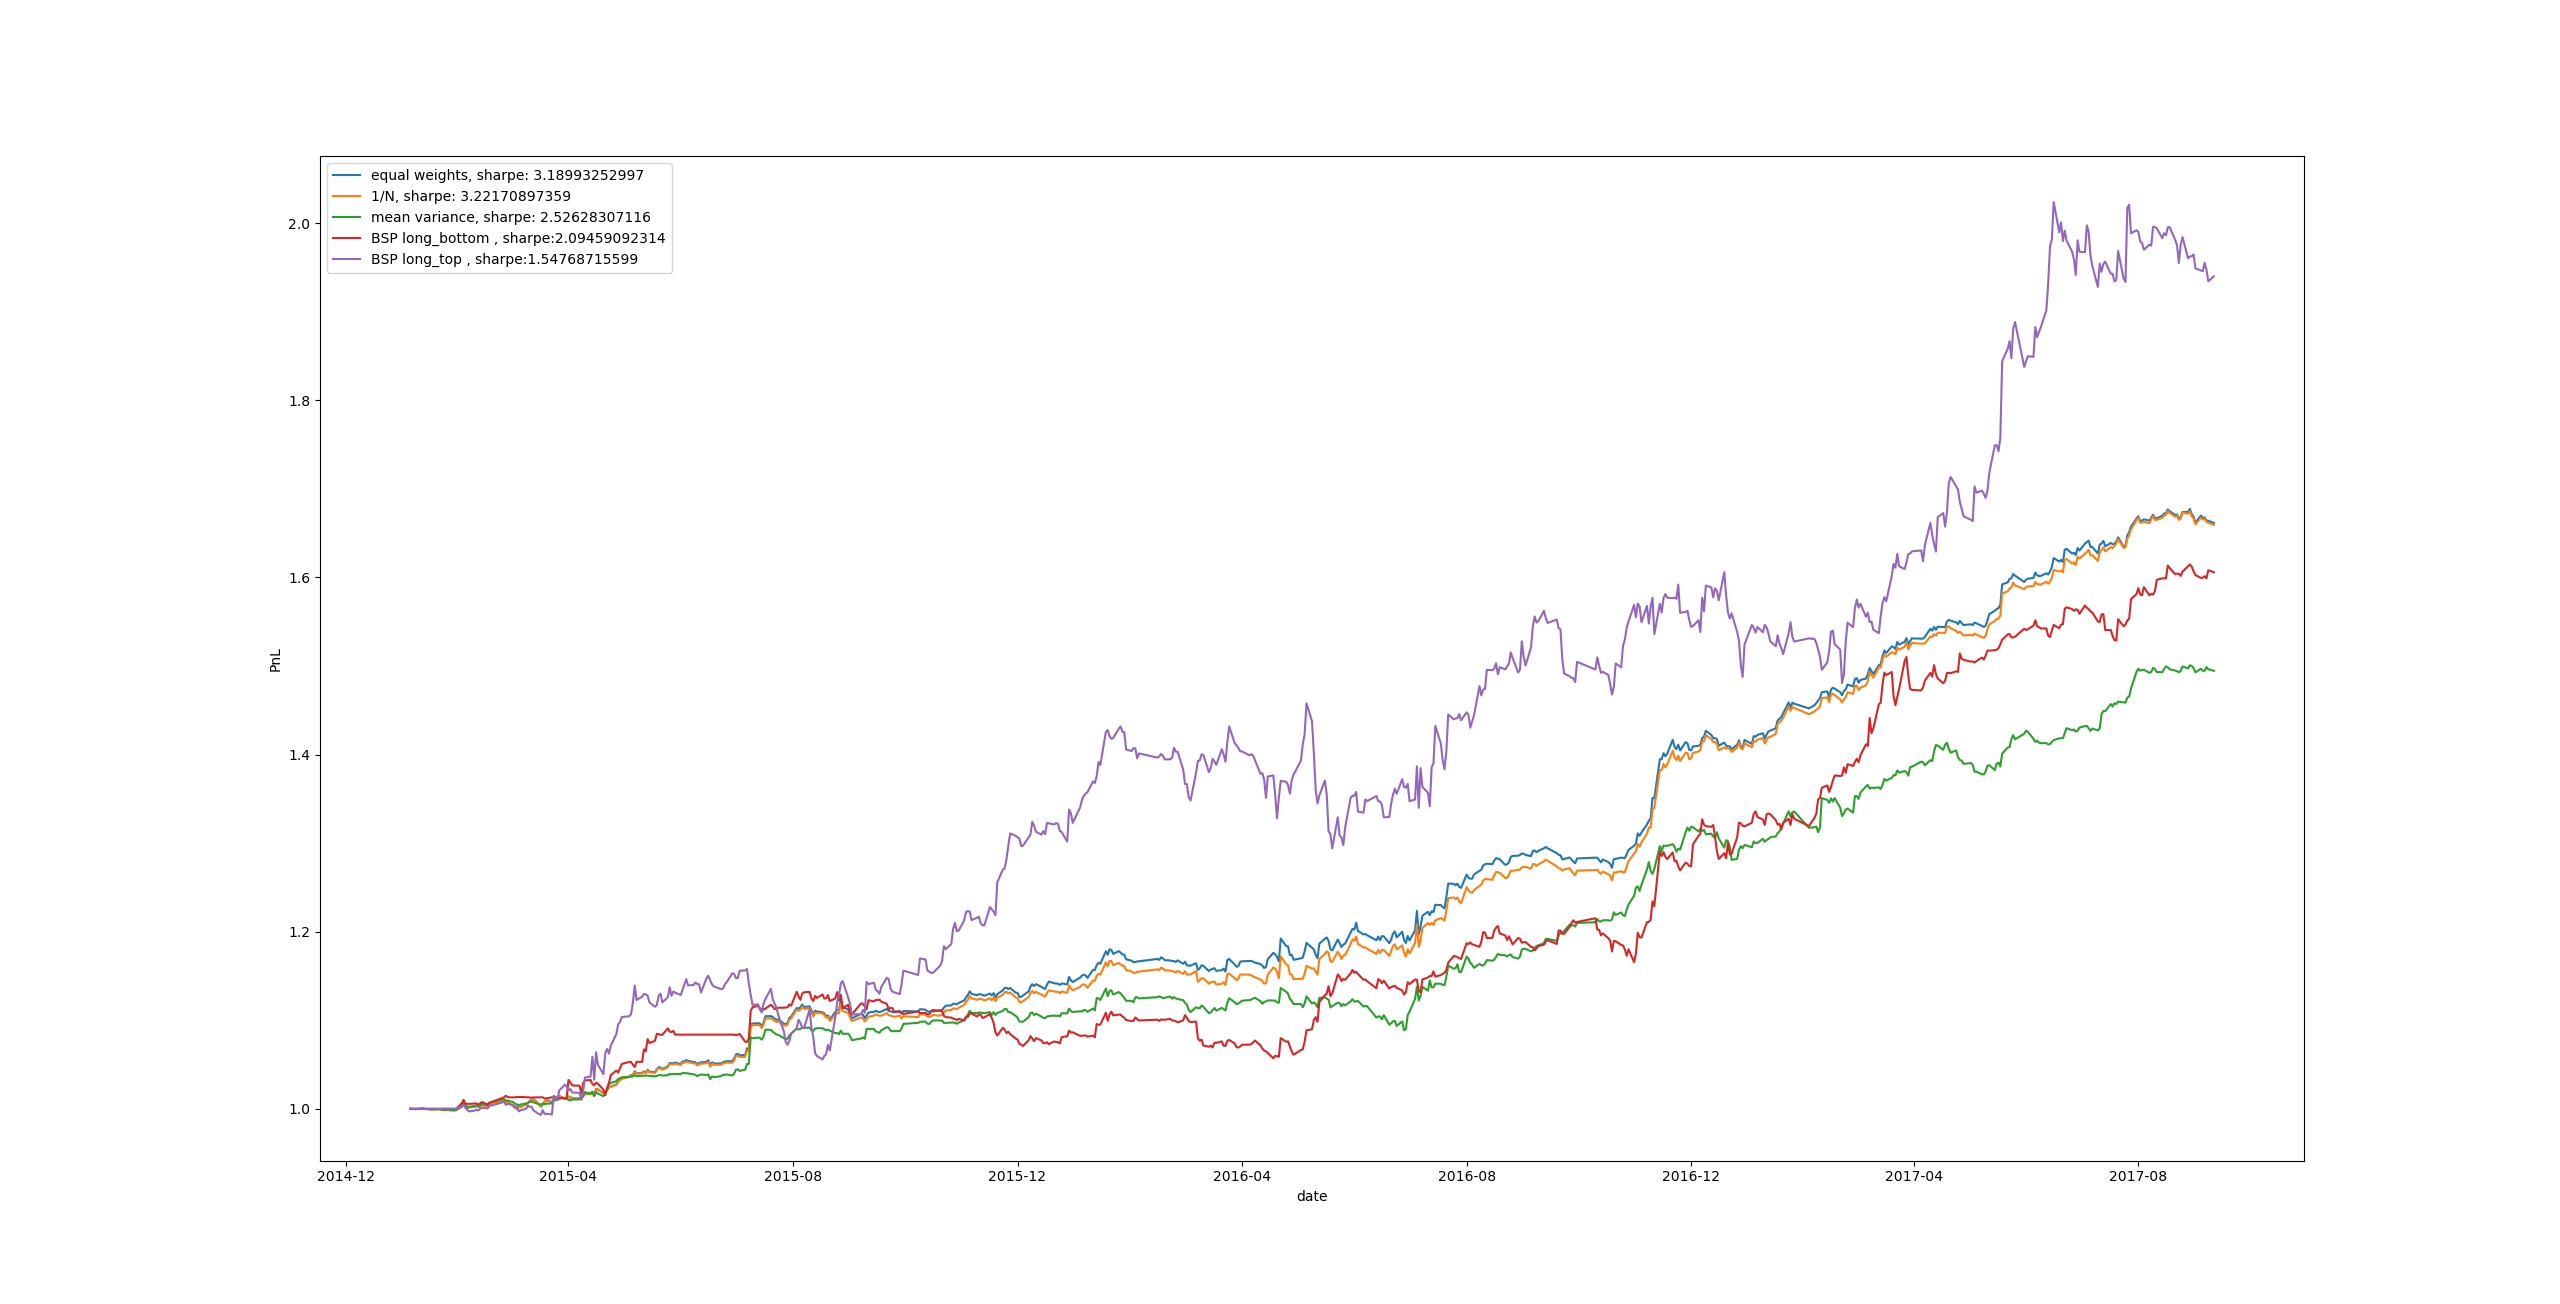 equal weights, sharpe: 3.18993252997
1/N, sharpe: 3.22170897359
mean variance, sharpe: 2.52628307116
BSP long_bottom , sharpe:2.09459092314
BSP long_top , sharpe:1.54768715599
2.0
1.8
1.6
1.4
1.2
1.0
PnL
2014-12
2015-04
2015-08
2015-12
2016-04
2016-08
2016-12
2017-04
2017-08
date